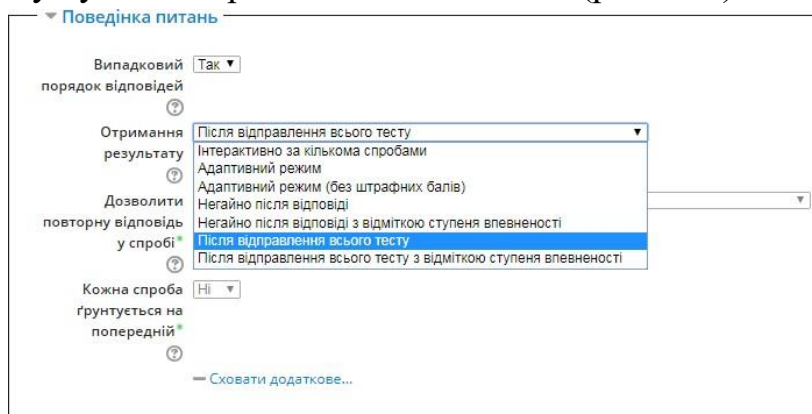 Поведінка питань
Випадковий порядок відповідей
Так
Отримання результату
Після відправлення всього тесту
Інтерактивно за кількома спробами
Адаптивний режим
Адаптивний режим (без штрафних балів)
Негайно після відповіді
Негайно після відповіді з відміткою ступеня впевненості
Після відправлення всього тесту
Після відправлення всього тесту з відміткою ступеня впевненості
Дозволити повторну відповідь у спробі*
Кожна спроба ґрунтується на попередній*
Ні
Сховати додаткове...